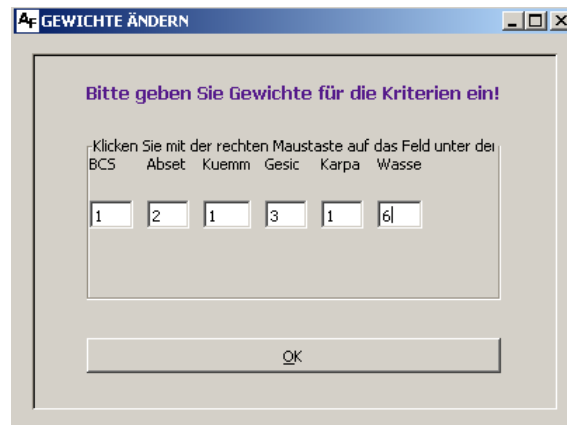 AF GEWICHTE ÄNDERN
Bitte geben Sie Gewichte für die Kriterien ein!
Klicken Sie mit der rechten Maustaste auf das Feld unter der
BCS Abset Kuemm Gesic Karpa Wasse
1 2 1 3 1 6
OK